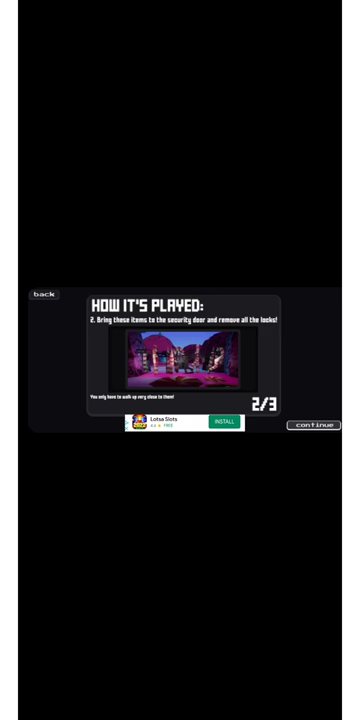 back
HOW IT'S PLAYED:
2. Bring these items to the security door and remove all the locks!
You only have to walk up very close to them!
2/3
Lotsa Slots
FREE
INSTALL
continue